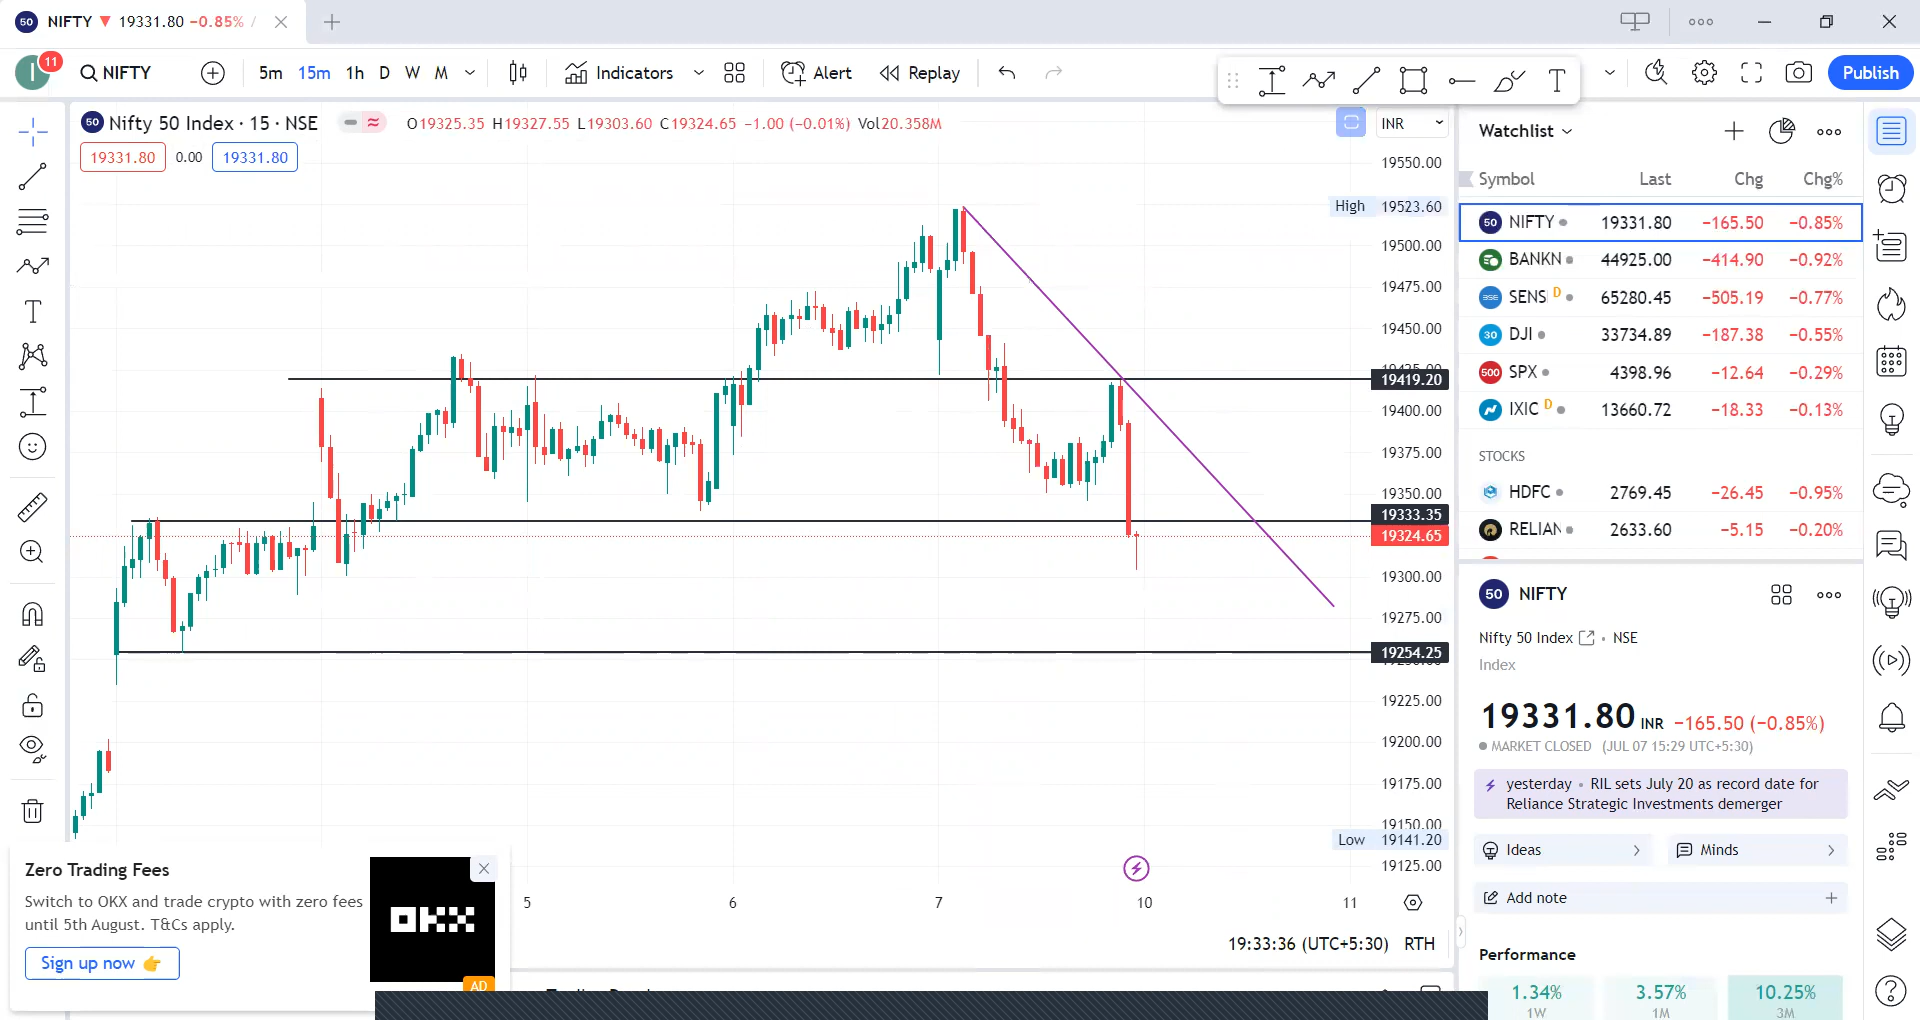 50 NIFTY ▼ 19331.80 −0.85% /
I 11 NIFTY 5m 15m 1h D W M Indicators Alert Replay T Publish
50 Nifty 50 Index · 15 · NSE O19325.35 H19327.55 L19303.60 C19324.65 −1.00 (−0.01%) Vol20.358M INR
19331.80 0.00 19331.80
19550.00
High 19523.60
19500.00
19475.00
19450.00
19419.20
19400.00
19375.00
19350.00
19333.35
19324.65
19300.00
19275.00
19254.25
19225.00
19200.00
19175.00
19150.00
Low 19141.20
19125.00
5 6 7 10 11
19:33:36 (UTC+5:30) RTH
Zero Trading Fees
Switch to OKX and trade crypto with zero fees
until 5th August. T&Cs apply.
Sign up now
OKX
AD
Watchlist
Symbol Last Chg Chg%
50 NIFTY 19331.80 −165.50 −0.85%
BANKN 44925.00 −414.90 −0.92%
BSE SENS D 65280.45 −505.19 −0.77%
30 DJI 33734.89 −187.38 −0.55%
500 SPX 4398.96 −12.64 −0.29%
IXIC D 13660.72 −18.33 −0.13%
STOCKS
HDFC 2769.45 −26.45 −0.95%
RELIAN 2633.60 −5.15 −0.20%
50 NIFTY
Nifty 50 Index · NSE
Index
19331.80 INR −165.50 (−0.85%)
MARKET CLOSED (JUL 07 15:29 UTC+5:30)
yesterday · RIL sets July 20 as record date for
Reliance Strategic Investments demerger
Ideas Minds
Add note
Performance
1.34% 3.57% 10.25%
1W 1M 3M